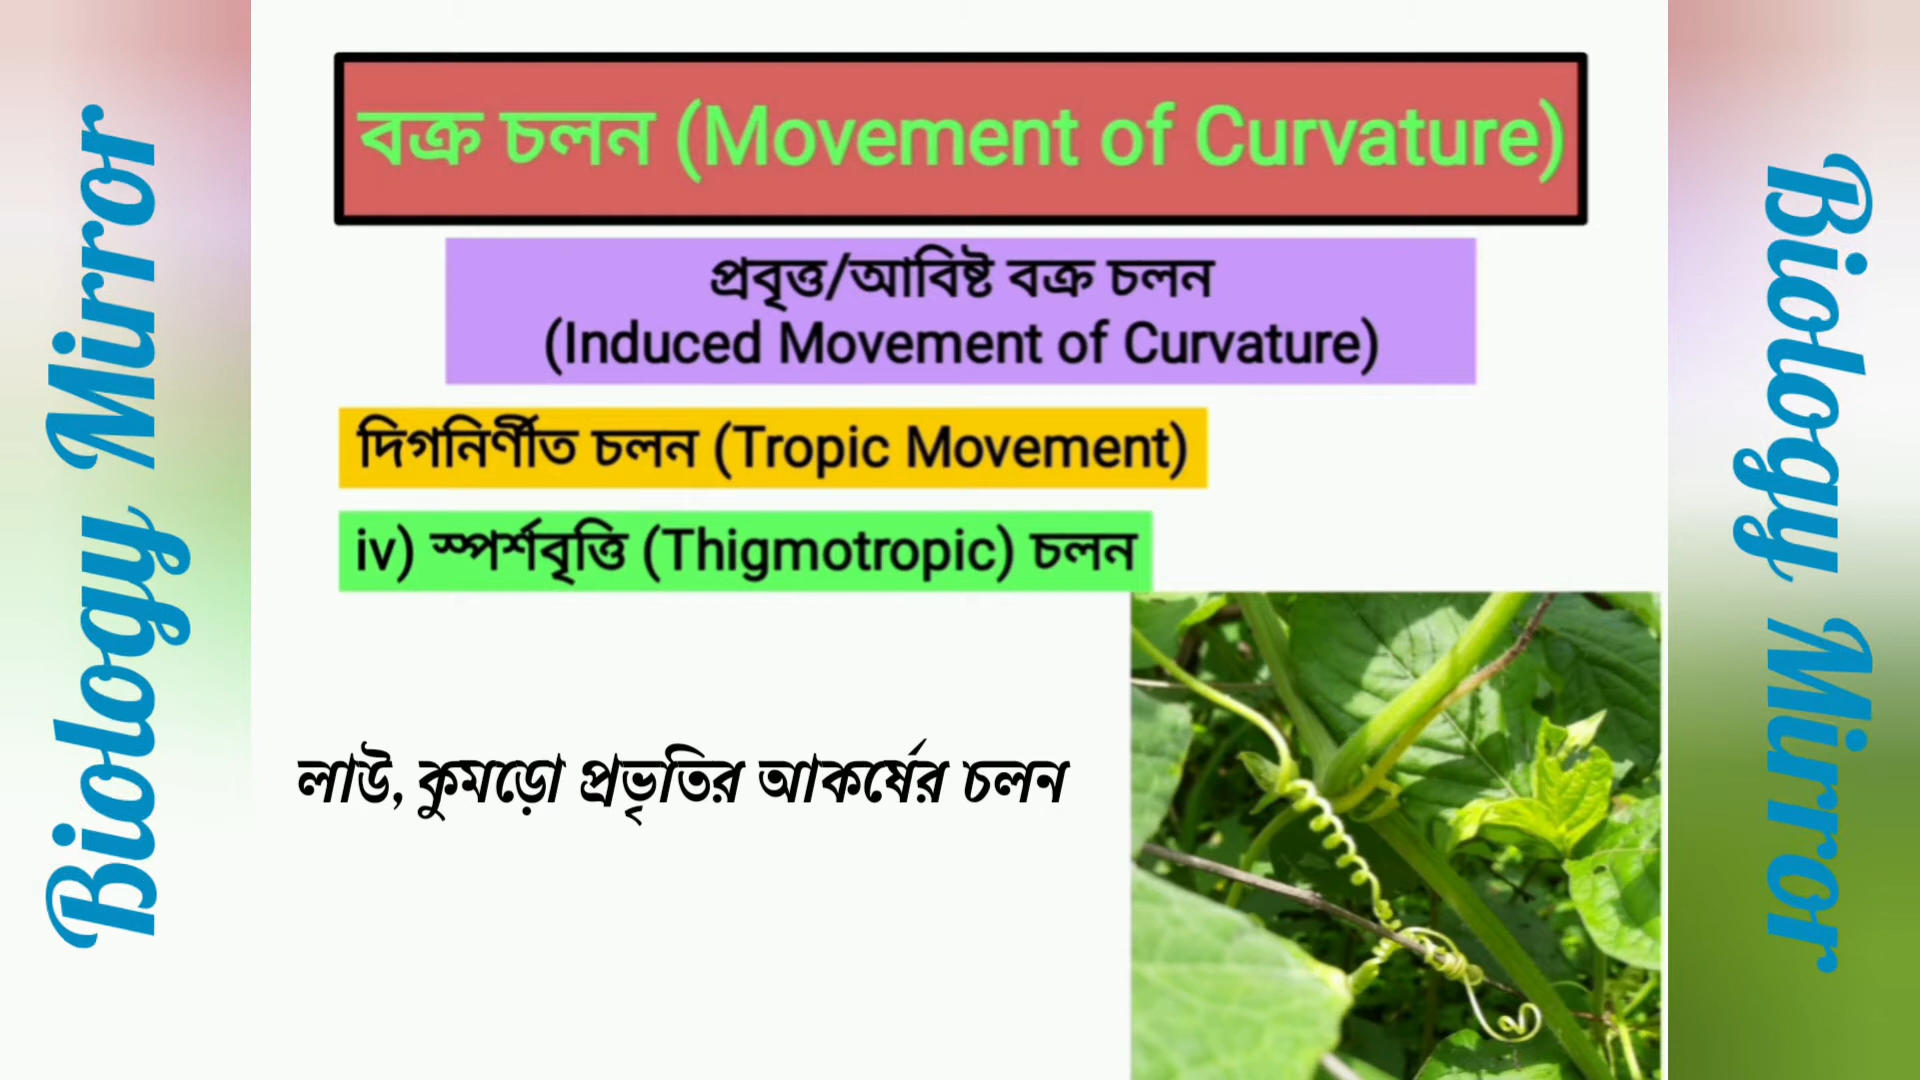 Biology Mirror
বক্র চলন (Movement of Curvature)
প্রবৃত্ত/আবিষ্ট বক্র চলন
(Induced Movement of Curvature)
দিগনির্ণীত চলন (Tropic Movement)
iv) স্পর্শবৃত্তি (Thigmotropic) চলন
লাউ, কুমড়ো প্রভৃতির আকর্ষের চলন
Biology Mirror